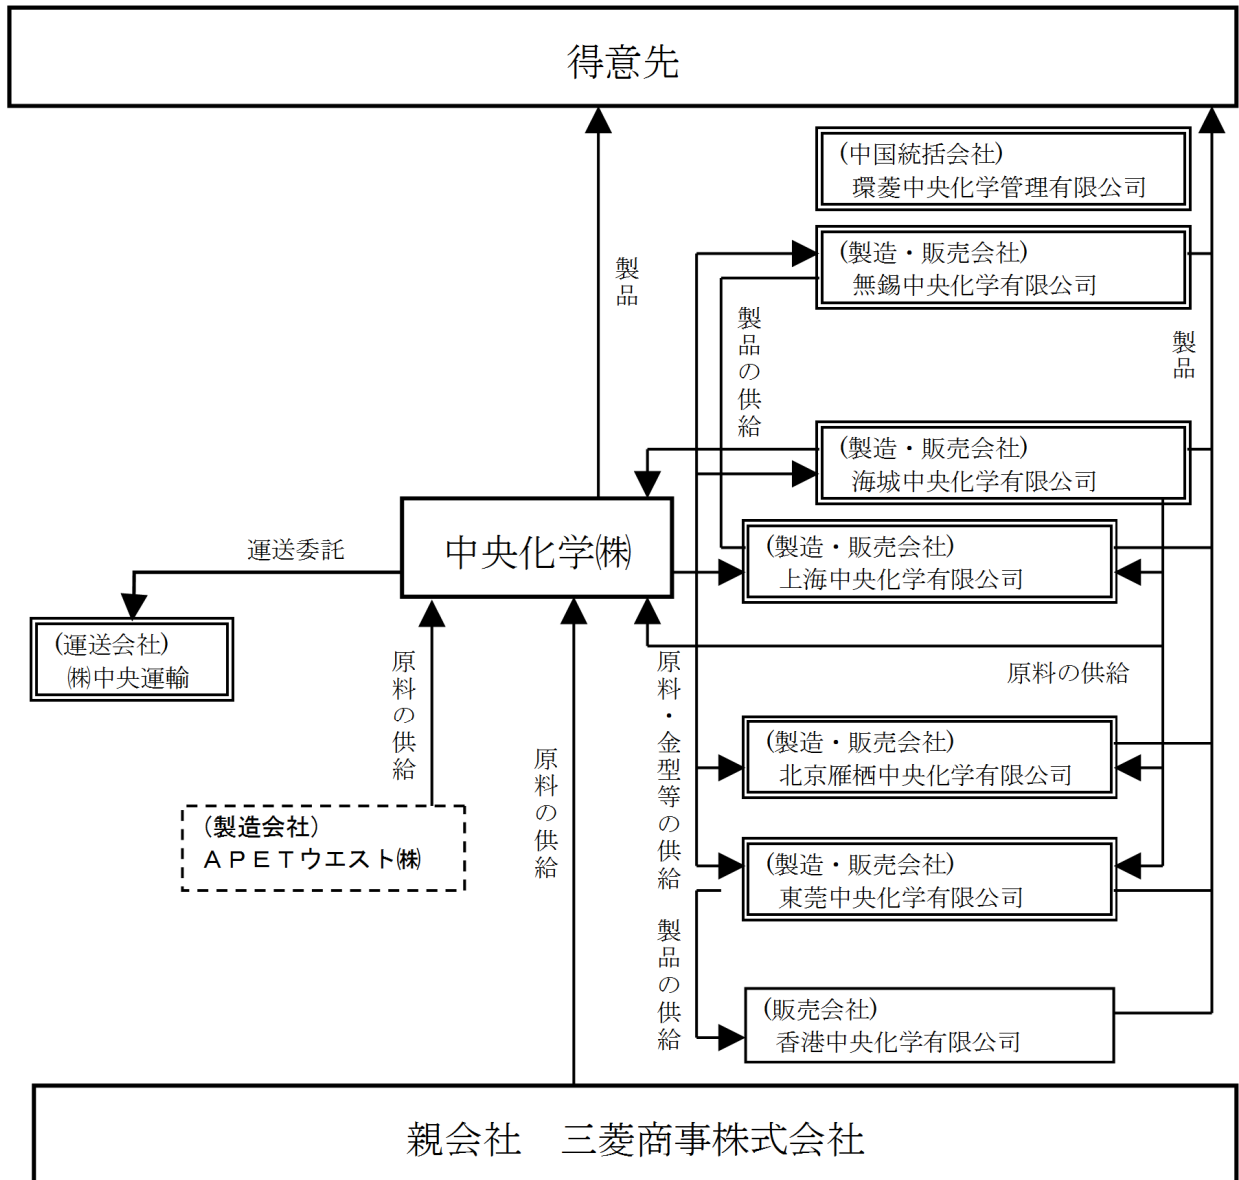 得意先
(中国統括会社)
環菱中央化学管理有限公司
(製造・販売会社)
無錫中央化学有限公司
製品
製品の供給
製品
(製造・販売会社)
海城中央化学有限公司
中央化学㈱
運送委託
(製造・販売会社)
上海中央化学有限公司
(運送会社)
㈱中央運輸
原料の供給
原料の供給
原料・金型等の供給
原料の供給
(製造・販売会社)
北京雁栖中央化学有限公司
(製造会社)
ＡＰＥＴウエスト㈱
(製造・販売会社)
東莞中央化学有限公司
製品の供給
(販売会社)
香港中央化学有限公司
親会社　三菱商事株式会社